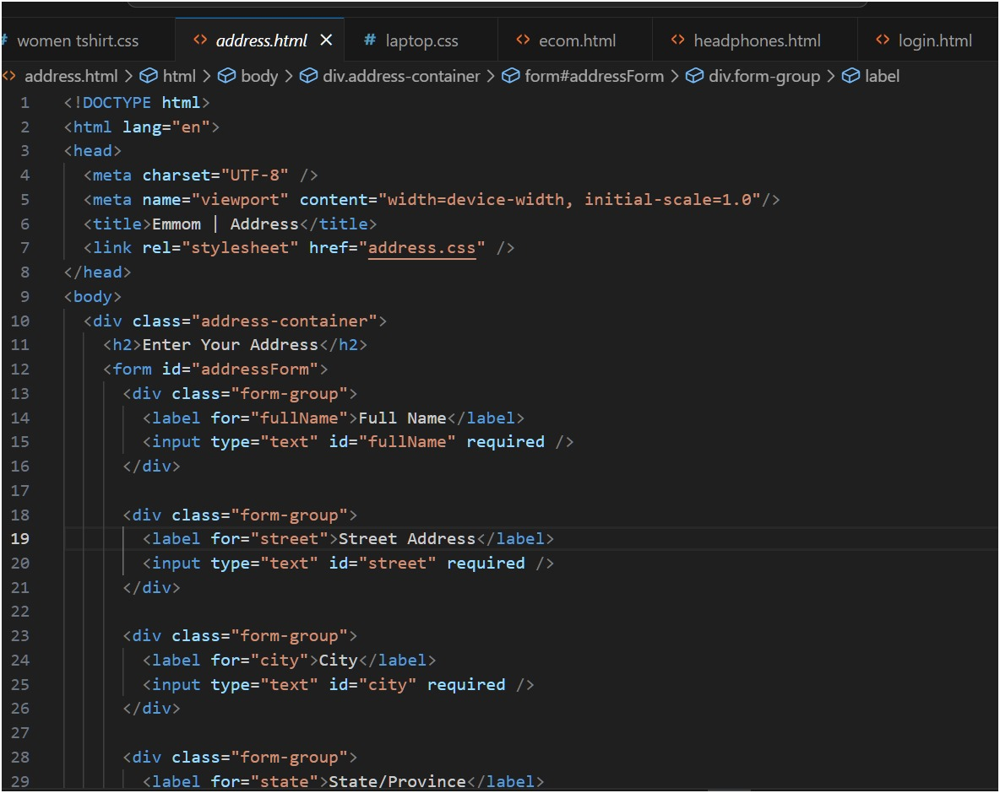 # women tshirt.css <> address.html × # laptop.css <> ecom.html <> headphones.html <> login.html
<> address.html > html > body > div.address-container > form#addressForm > div.form-group > label
1 <!DOCTYPE html>
2 <html lang="en">
3 <head>
4 <meta charset="UTF-8" />
5 <meta name="viewport" content="width=device-width, initial-scale=1.0"/>
6 <title>Emmom | Address</title>
7 <link rel="stylesheet" href="address.css" />
8 </head>
9 <body>
10 <div class="address-container">
11 <h2>Enter Your Address</h2>
12 <form id="addressForm">
13 <div class="form-group">
14 <label for="fullName">Full Name</label>
15 <input type="text" id="fullName" required />
16 </div>
17
18 <div class="form-group">
19 <label for="street">Street Address</label>
20 <input type="text" id="street" required />
21 </div>
22
23 <div class="form-group">
24 <label for="city">City</label>
25 <input type="text" id="city" required />
26 </div>
27
28 <div class="form-group">
29 <label for="state">State/Province</label>